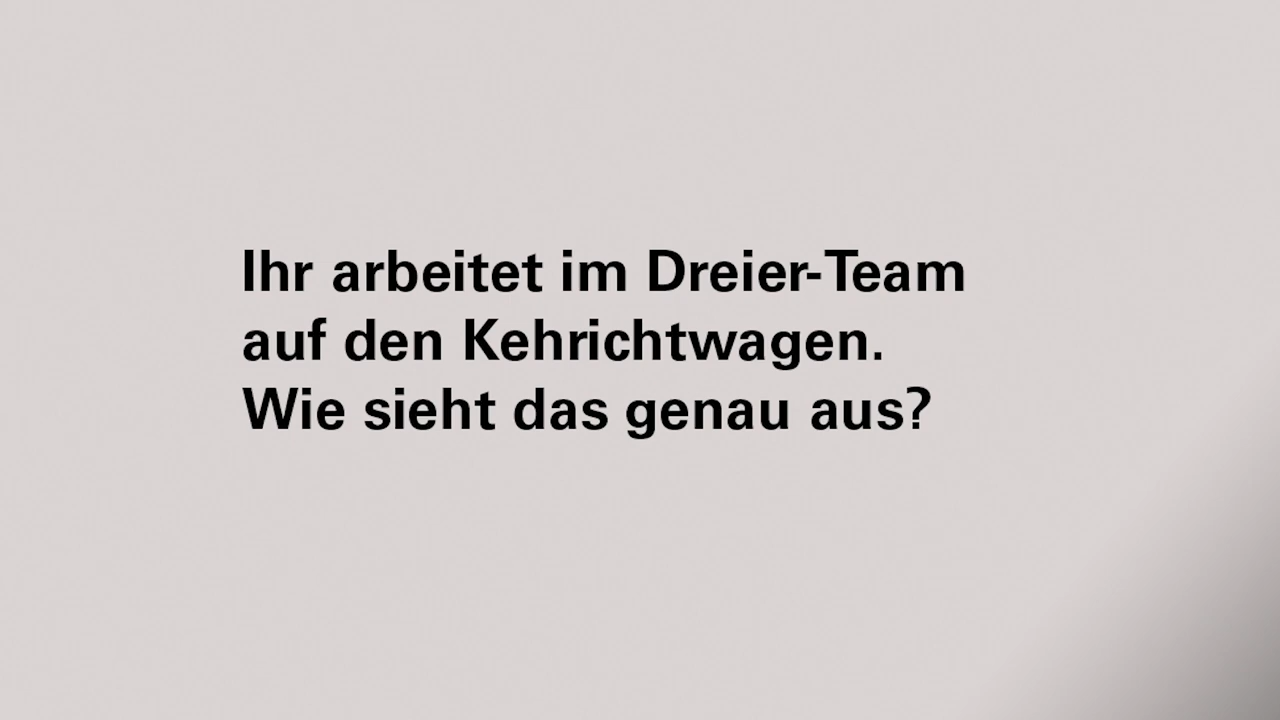 Ihr arbeitet im Dreier-Team
auf den Kehrichtwagen.
Wie sieht das genau aus?